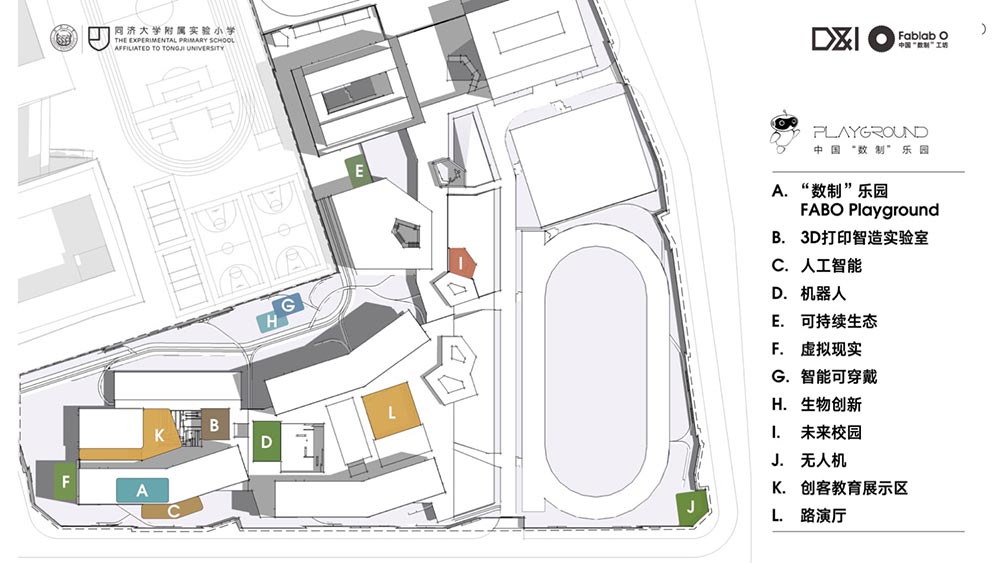 同济大学附属实验小学
THE EXPERIMENTAL PRIMARY SCHOOL
AFFILIATED TO TONGJI UNIVERSITY
D&I
Fablab O
中国“数制”工坊
PLAYGROUND
中国“数制”乐园
A. “数制”乐园
FABO Playground
B. 3D打印智造实验室
C. 人工智能
D. 机器人
E. 可持续生态
F. 虚拟现实
G. 智能可穿戴
H. 生物创新
I. 未来校园
J. 无人机
K. 创客教育展示区
L. 路演厅
E
I
G
H
L
K
B
D
F
A
C
J